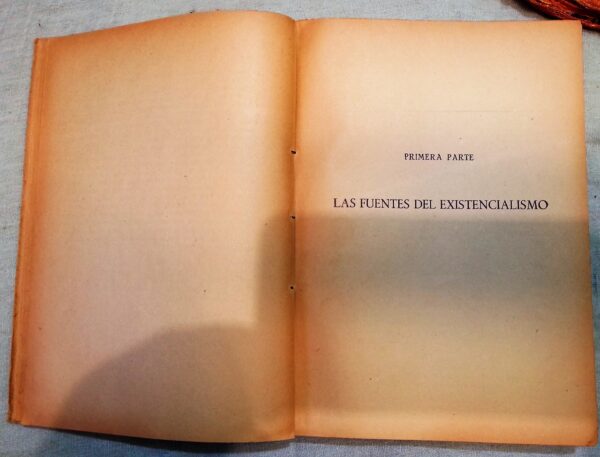 PRIMERA PARTE
LAS FUENTES DEL EXISTENCIALISMO